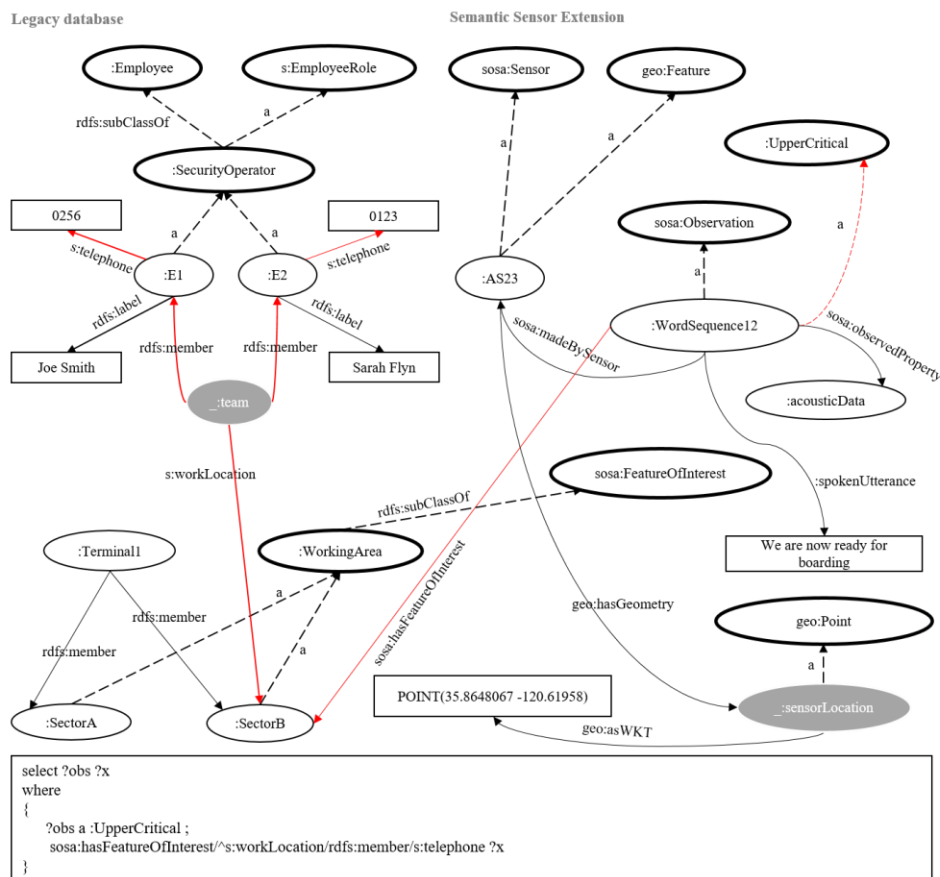 Legacy database
Semantic Sensor Extension
:Employee
s:EmployeeRole
sosa:Sensor
geo:Feature
rdfs:subClassOf
a
:UpperCritical
:SecurityOperator
a
a
a
0256
0123
sosa:Observation
a
s:telephone
a
a
s:telephone
:E1
:E2
:AS23
a
rdfs:label
rdfs:label
:WordSequence12
sosa:madeBySensor
sosa:observedProperty
rdfs:member
rdfs:member
Joe Smith
Sarah Flyn
_:team
:acousticData
s:workLocation
sosa:FeatureOfInterest
:spokenUtterance
rdfs:subClassOf
:Terminal1
:WorkingArea
We are now ready for
boarding
a
sosa:hasFeatureOfInterest
geo:hasGeometry
rdfs:member
geo:Point
rdfs:member
a
a
POINT(35.8648067 -120.61958)
:SectorA
:SectorB
_:sensorLocation
geo:asWKT
select ?obs ?x
where
{
?obs a :UpperCritical ;
sosa:hasFeatureOfInterest/^s:workLocation/rdfs:member/s:telephone ?x
}